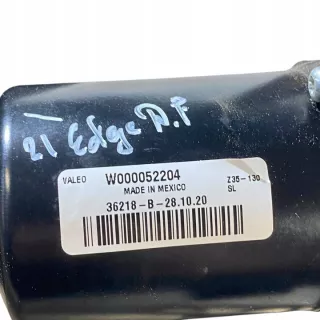 21 Edge D.F
VALEO W000052204 Z35-130
MADE IN MEXICO SL
36218-B-28.10.20